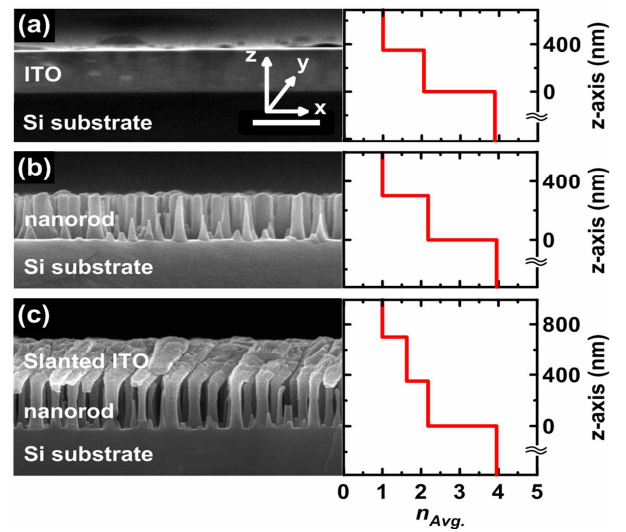 (a)
ITO
Si substrate
z
y
x
400
0
z-axis (nm)
(b)
nanorod
Si substrate
400
0
z-axis (nm)
(c)
Slanted ITO
nanorod
Si substrate
800
400
0
z-axis (nm)
0 1 2 3 4 5
nAvg.